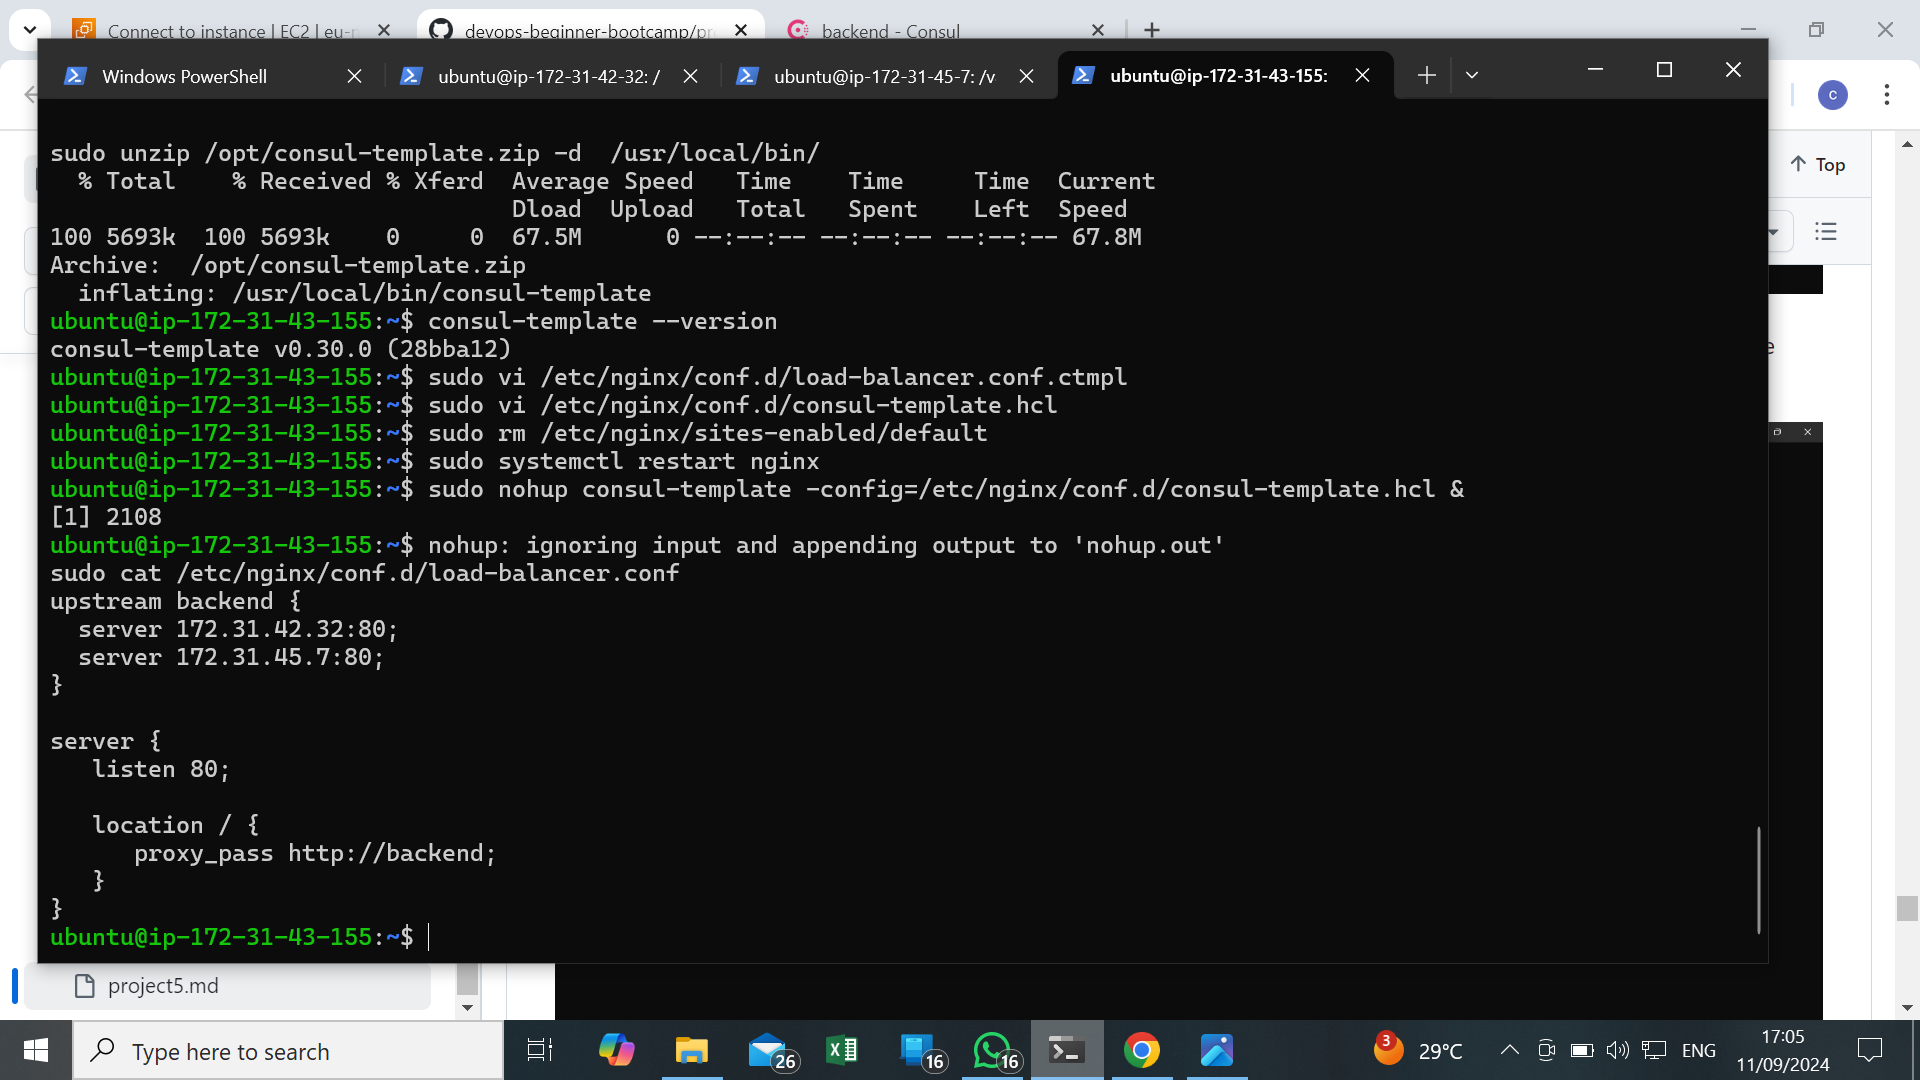 Connect to instance | EC2 | eu-n
devops-beginner-bootcamp/pr
backend - Consul
Windows PowerShell
ubuntu@ip-172-31-42-32: /
ubuntu@ip-172-31-45-7: /v
ubuntu@ip-172-31-43-155:
c
Top
sudo unzip /opt/consul-template.zip -d  /usr/local/bin/
  % Total    % Received % Xferd  Average Speed   Time    Time     Time  Current
                                 Dload  Upload   Total   Spent    Left  Speed
100 5693k  100 5693k    0      0  67.5M      0 --:--:-- --:--:-- --:--:-- 67.8M
Archive:  /opt/consul-template.zip
  inflating: /usr/local/bin/consul-template
ubuntu@ip-172-31-43-155:~$ consul-template --version
consul-template v0.30.0 (28bba12)
ubuntu@ip-172-31-43-155:~$ sudo vi /etc/nginx/conf.d/load-balancer.conf.ctmpl
ubuntu@ip-172-31-43-155:~$ sudo vi /etc/nginx/conf.d/consul-template.hcl
ubuntu@ip-172-31-43-155:~$ sudo rm /etc/nginx/sites-enabled/default
ubuntu@ip-172-31-43-155:~$ sudo systemctl restart nginx
ubuntu@ip-172-31-43-155:~$ sudo nohup consul-template -config=/etc/nginx/conf.d/consul-template.hcl &
[1] 2108
ubuntu@ip-172-31-43-155:~$ nohup: ignoring input and appending output to 'nohup.out'
sudo cat /etc/nginx/conf.d/load-balancer.conf
upstream backend {
  server 172.31.42.32:80;
  server 172.31.45.7:80;
}
server {
   listen 80;
   location / {
      proxy_pass http://backend;
   }
}
ubuntu@ip-172-31-43-155:~$
e
project5.md
Type here to search
26
16
16
3
29°C
ENG
17:05
11/09/2024